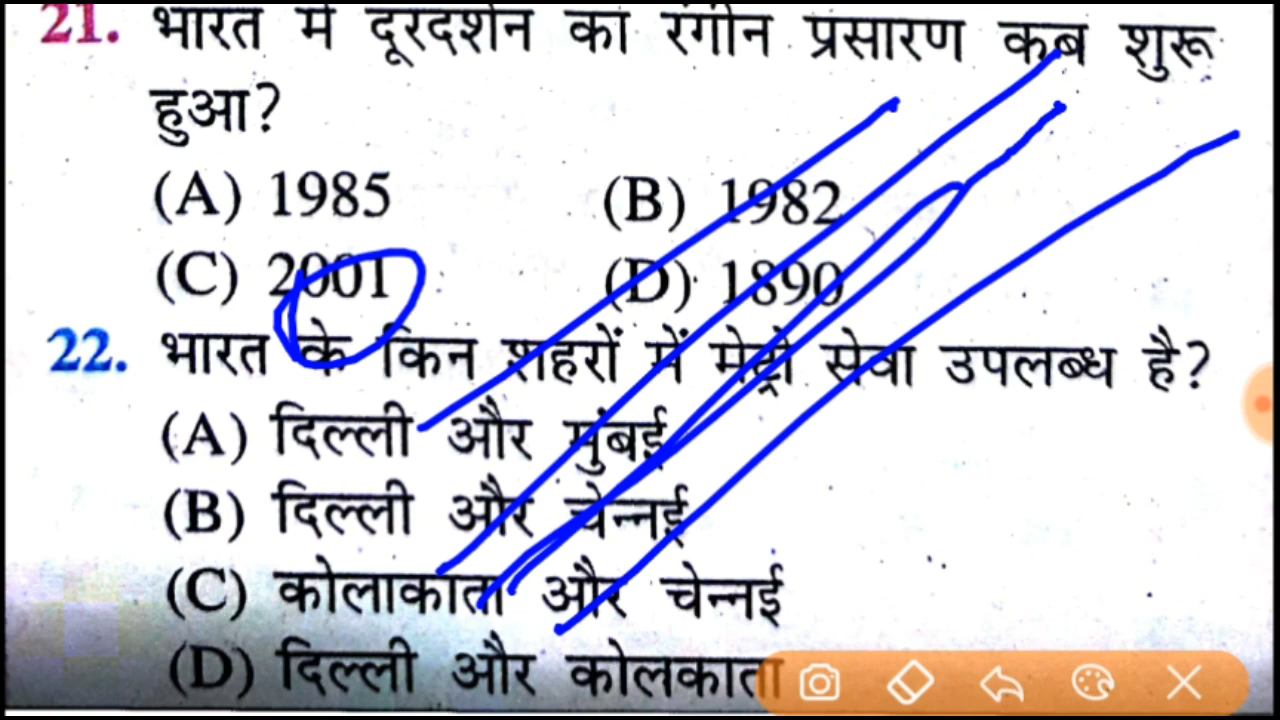 21. भारत में दूरदर्शन का रंगीन प्रसारण कब शुरू
हुआ?
(A) 1985 (B) 1982
(C) 2001 (D) 1890
22. भारत के किन शहरों में मेट्रो सेवा उपलब्ध है?
(A) दिल्ली और मुंबई
(B) दिल्ली और चेन्नई
(C) कोलाकाता और चेन्नई
(D) दिल्ली और कोलकाता